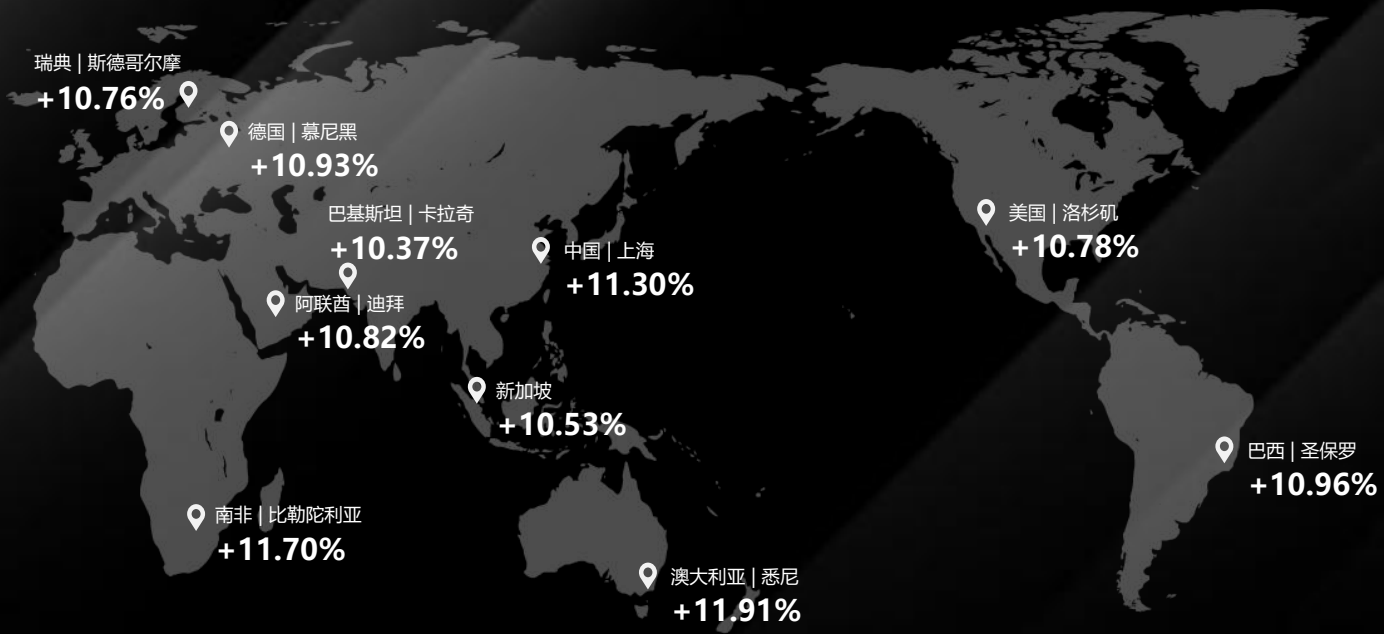 瑞典 | 斯德哥尔摩
+10.76%
德国 | 慕尼黑
+10.93%
巴基斯坦 | 卡拉奇
+10.37%
中国 | 上海
+11.30%
美国 | 洛杉矶
+10.78%
阿联酋 | 迪拜
+10.82%
新加坡
+10.53%
巴西 | 圣保罗
+10.96%
南非 | 比勒陀利亚
+11.70%
澳大利亚 | 悉尼
+11.91%